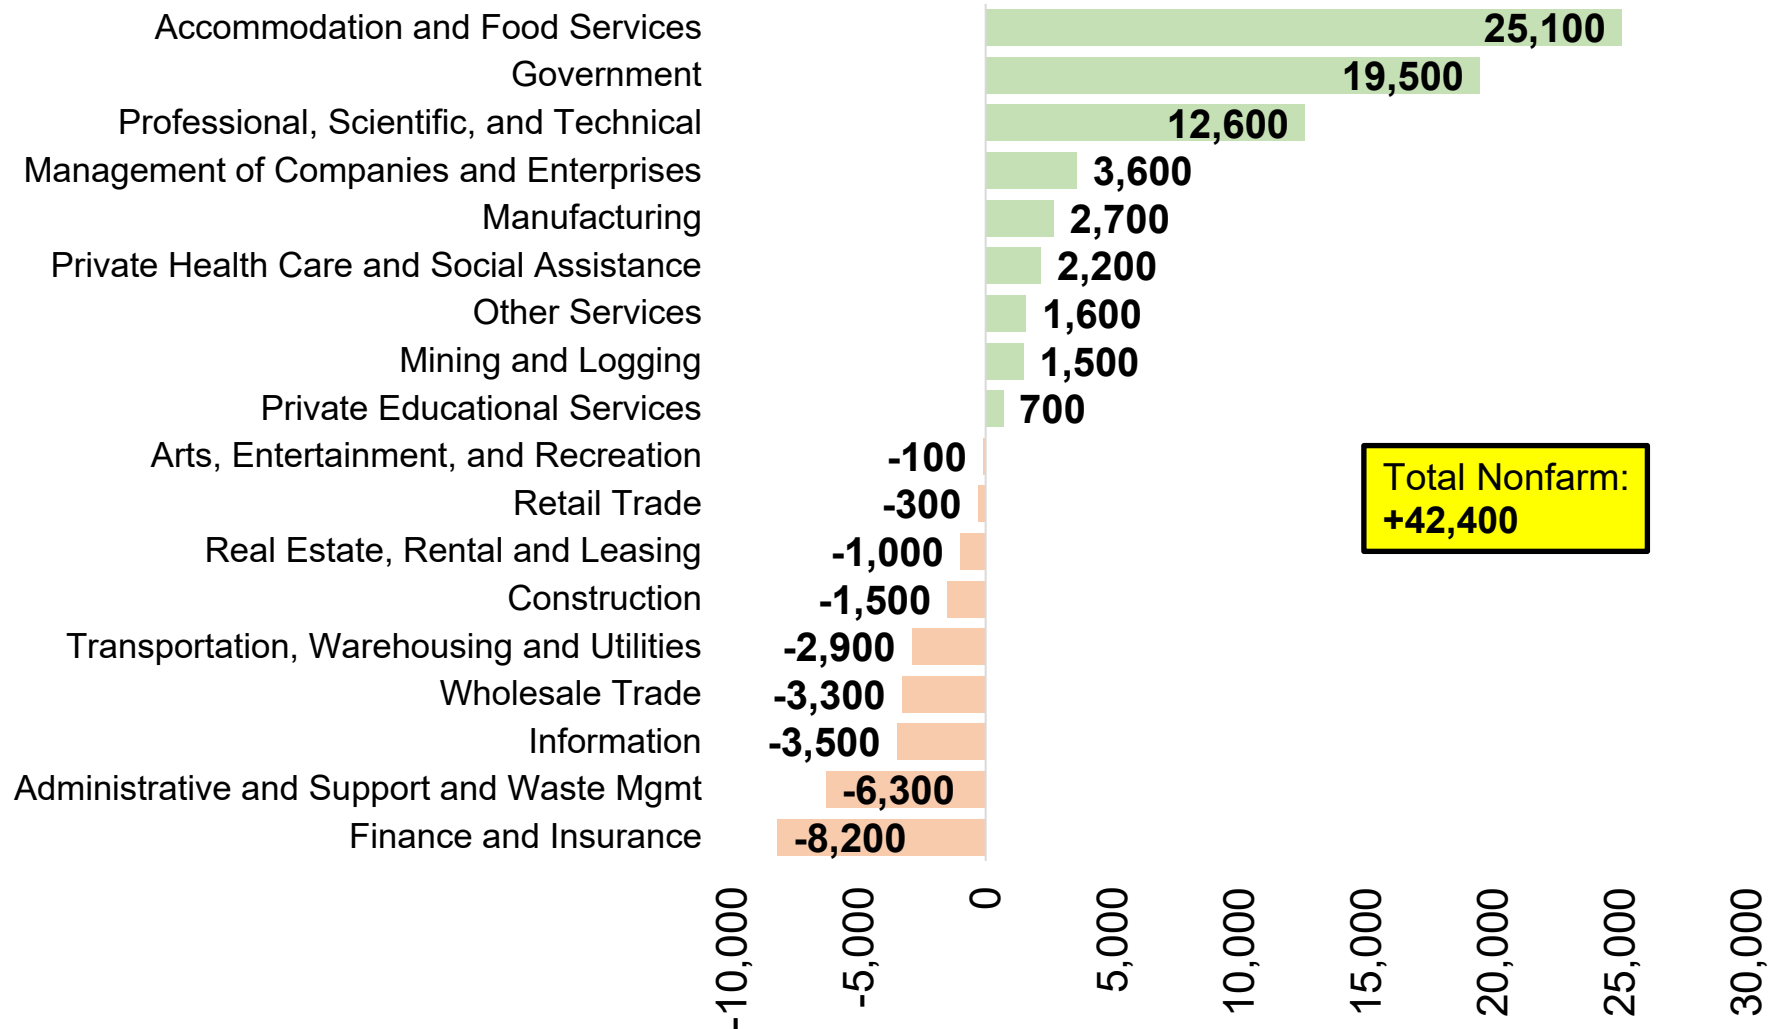 Accommodation and Food Services 25,100
Government 19,500
Professional, Scientific, and Technical 12,600
Management of Companies and Enterprises 3,600
Manufacturing 2,700
Private Health Care and Social Assistance 2,200
Other Services 1,600
Mining and Logging 1,500
Private Educational Services 700
Arts, Entertainment, and Recreation -100
Retail Trade -300
Real Estate, Rental and Leasing -1,000
Construction -1,500
Transportation, Warehousing and Utilities -2,900
Wholesale Trade -3,300
Information -3,500
Administrative and Support and Waste Mgmt -6,300
Finance and Insurance -8,200
Total Nonfarm:
+42,400
-10,000 -5,000 0 5,000 10,000 15,000 20,000 25,000 30,000